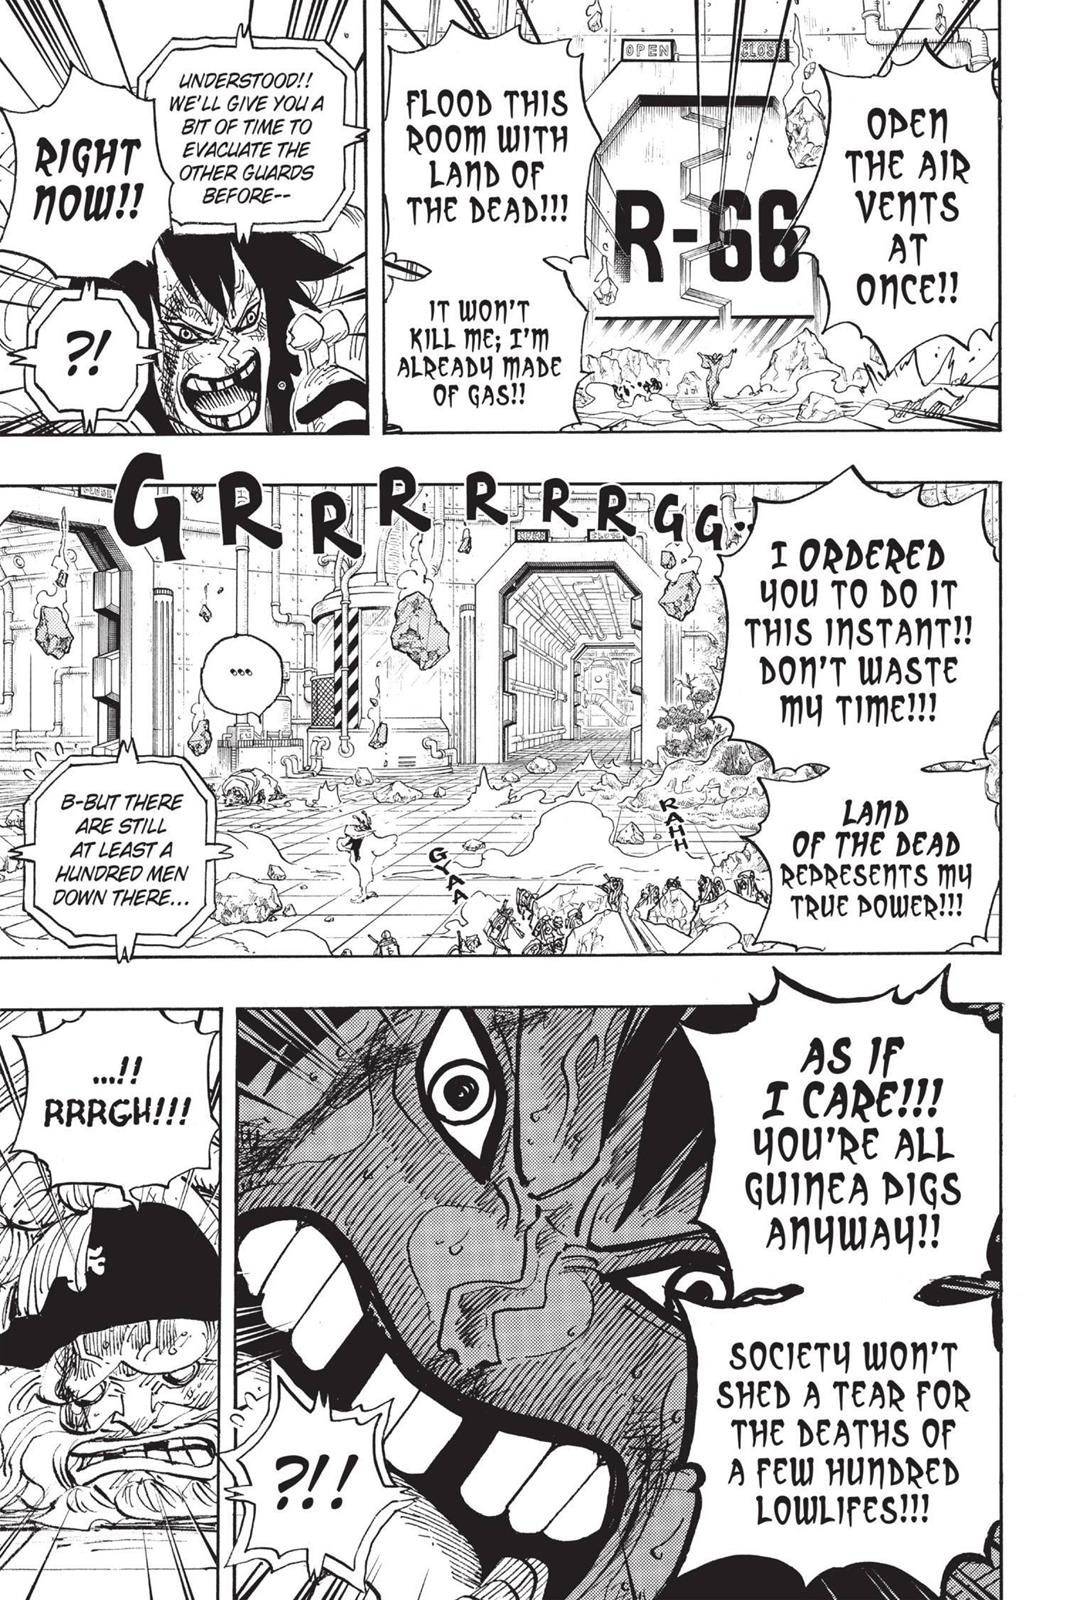 OPEN
THE AIR
VENTS
AT
ONCE!!
OPEN
CLOSE
R-66
FLOOD THIS
ROOM WITH
LAND OF
THE DEAD!!!
IT WON'T
KILL ME; I'M
ALREADY MADE
OF GAS!!
UNDERSTOOD!!
WE'LL GIVE YOU A
BIT OF TIME TO
EVACUATE THE
OTHER GUARDS
BEFORE--
RIGHT
NOW!!
?!
I ORDERED
YOU TO DO IT
THIS INSTANT!!
DON'T WASTE
MY TIME!!!
LAND
OF THE DEAD
REPRESENTS MY
TRUE POWER!!!
GRRRRRRGG..
...
RAHH
GYAA
B-BUT THERE
ARE STILL
AT LEAST A
HUNDRED MEN
DOWN THERE...
AS IF
I CARE!!!
YOU'RE ALL
GUINEA PIGS
ANYWAY!!
SOCIETY WON'T
SHED A TEAR FOR
THE DEATHS OF
A FEW HUNDRED
LOWLIFES!!!
?!!
...!!
RRRGH!!!